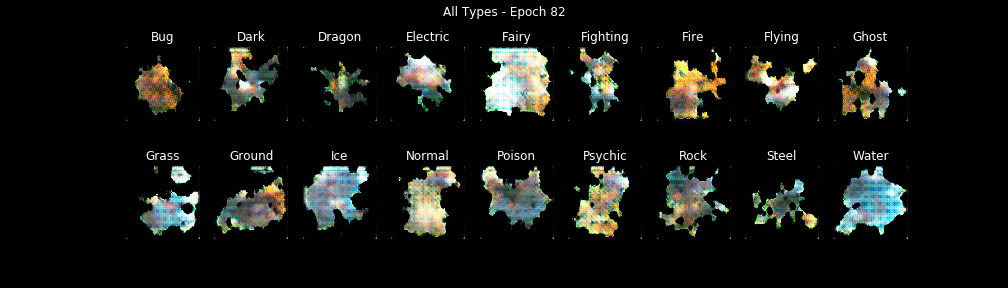 All Types - Epoch 82
Bug Dark Dragon Electric Fairy Fighting Fire Flying Ghost
Grass Ground Ice Normal Poison Psychic Rock Steel Water